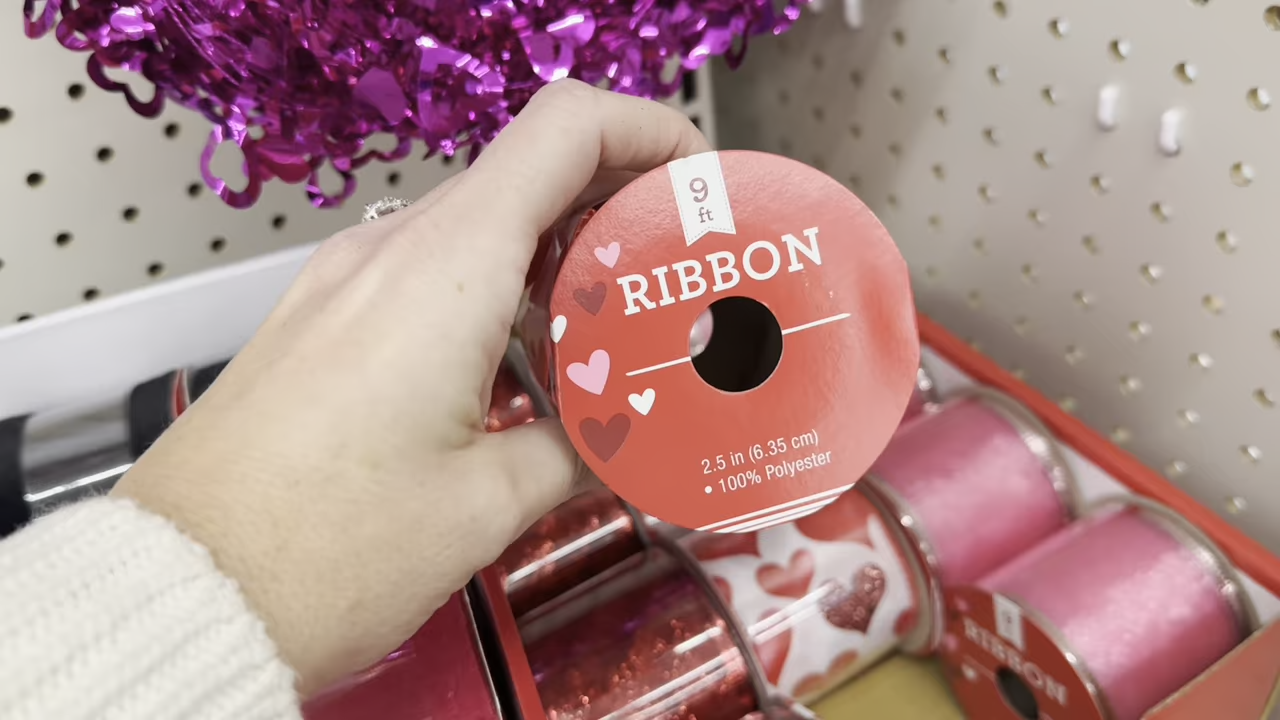 9
ft
RIBBON
2.5 in (6.35 cm)
• 100% Polyester
RIBBON